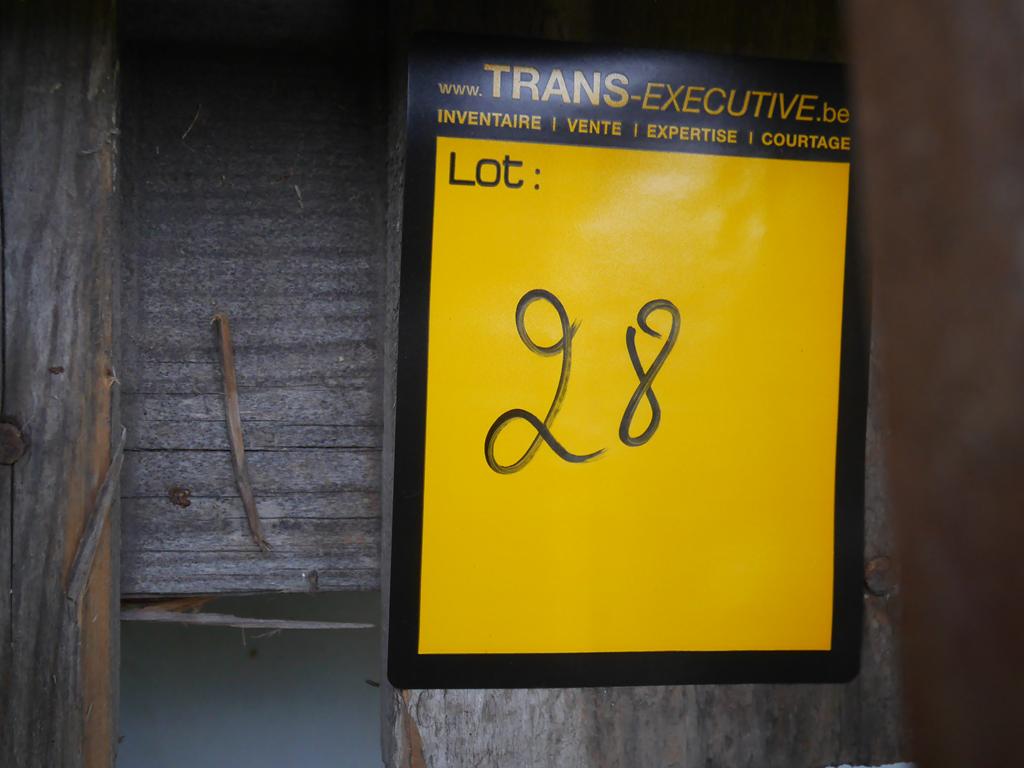 www.TRANS-EXECUTIVE.be
INVENTAIRE | VENTE | EXPERTISE | COURTAGE
Lot:
28